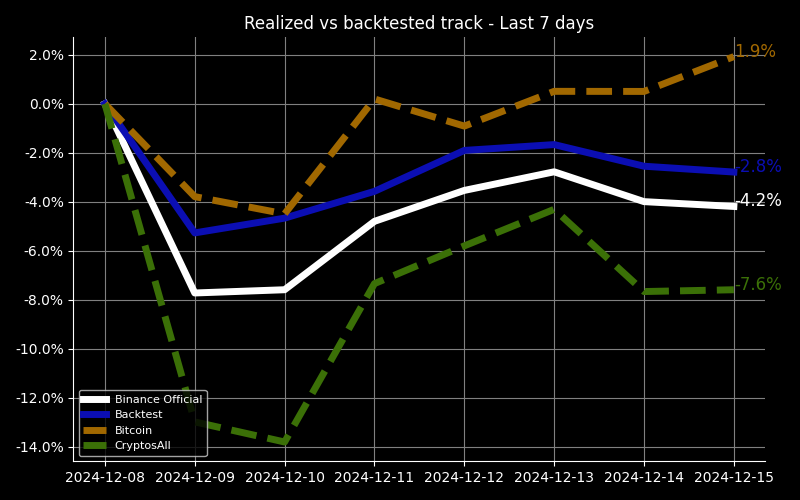 Realized vs backtested track - Last 7 days
2.0%
0.0%
-2.0%
-4.0%
-6.0%
-8.0%
-10.0%
-12.0%
-14.0%
1.9%
-2.8%
-4.2%
-7.6%
Binance Official
Backtest
Bitcoin
CryptosAll
2024-12-08 2024-12-09 2024-12-10 2024-12-11 2024-12-12 2024-12-13 2024-12-14 2024-12-15